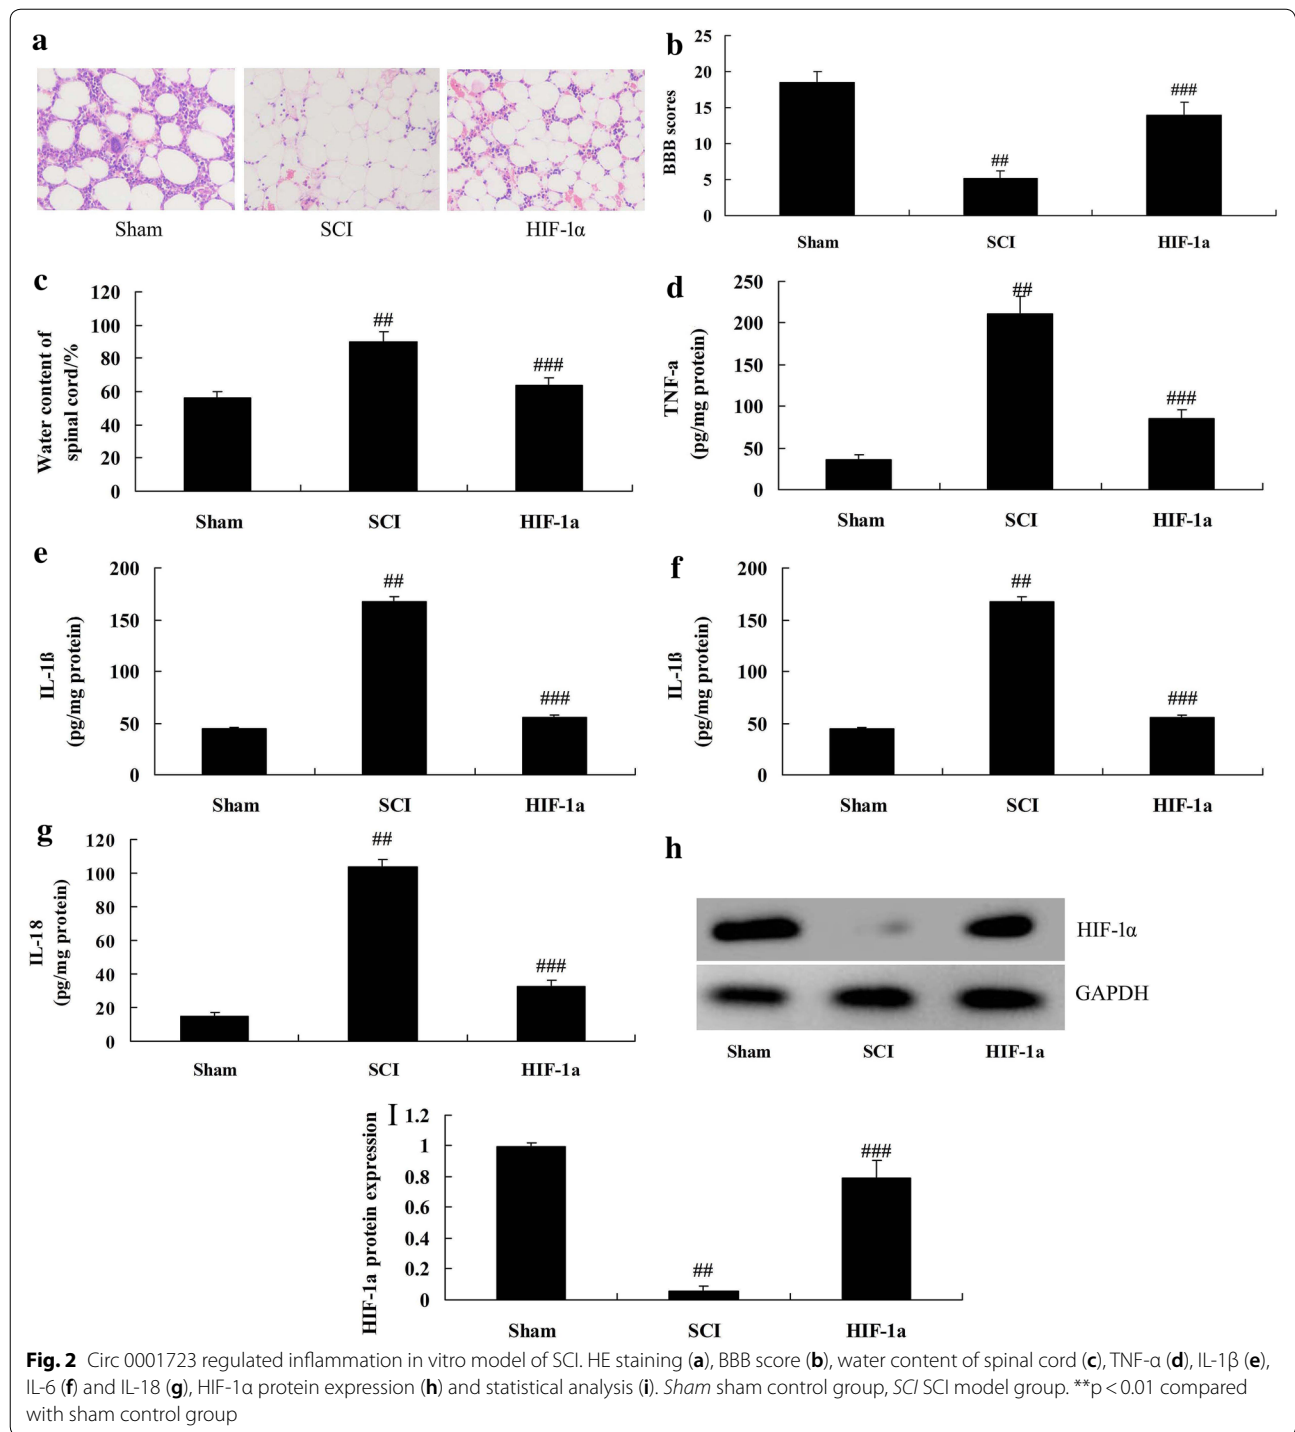 a
Sham
SCI
HIF-1α
b
BBB scores
25
20
15
10
5
0
##
###
Sham
SCI
HIF-1a
c
Water content of
spinal cord/%
120
100
80
60
40
20
0
##
###
Sham
SCI
HIF-1a
d
TNF-a
(pg/mg protein)
250
200
150
100
50
0
##
###
Sham
SCI
HIF-1a
e
IL-1ß
(pg/mg protein)
200
150
100
50
0
##
###
Sham
SCI
HIF-1a
f
IL-1ß
(pg/mg protein)
200
150
100
50
0
##
###
Sham
SCI
HIF-1a
g
IL-18
(pg/mg protein)
120
100
80
60
40
20
0
##
###
Sham
SCI
HIF-1a
h
HIF-1α
GAPDH
Sham
SCI
HIF-1a
I
HIF-1a protein expression
1.2
1
0.8
0.6
0.4
0.2
0
##
###
Sham
SCI
HIF-1a
Fig. 2 Circ 0001723 regulated inflammation in vitro model of SCI. HE staining (a), BBB score (b), water content of spinal cord (c), TNF-α (d), IL-1β (e),
IL-6 (f) and IL-18 (g), HIF-1α protein expression (h) and statistical analysis (i). Sham sham control group, SCI SCI model group. **p < 0.01 compared
with sham control group